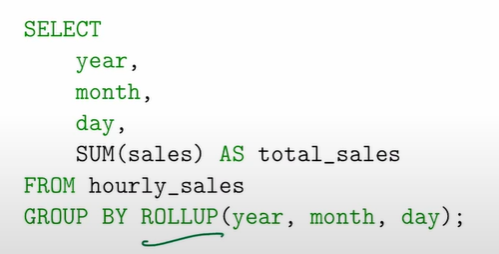 SELECT
year,
month,
day,
SUM(sales) AS total_sales
FROM hourly_sales
GROUP BY ROLLUP(year, month, day);